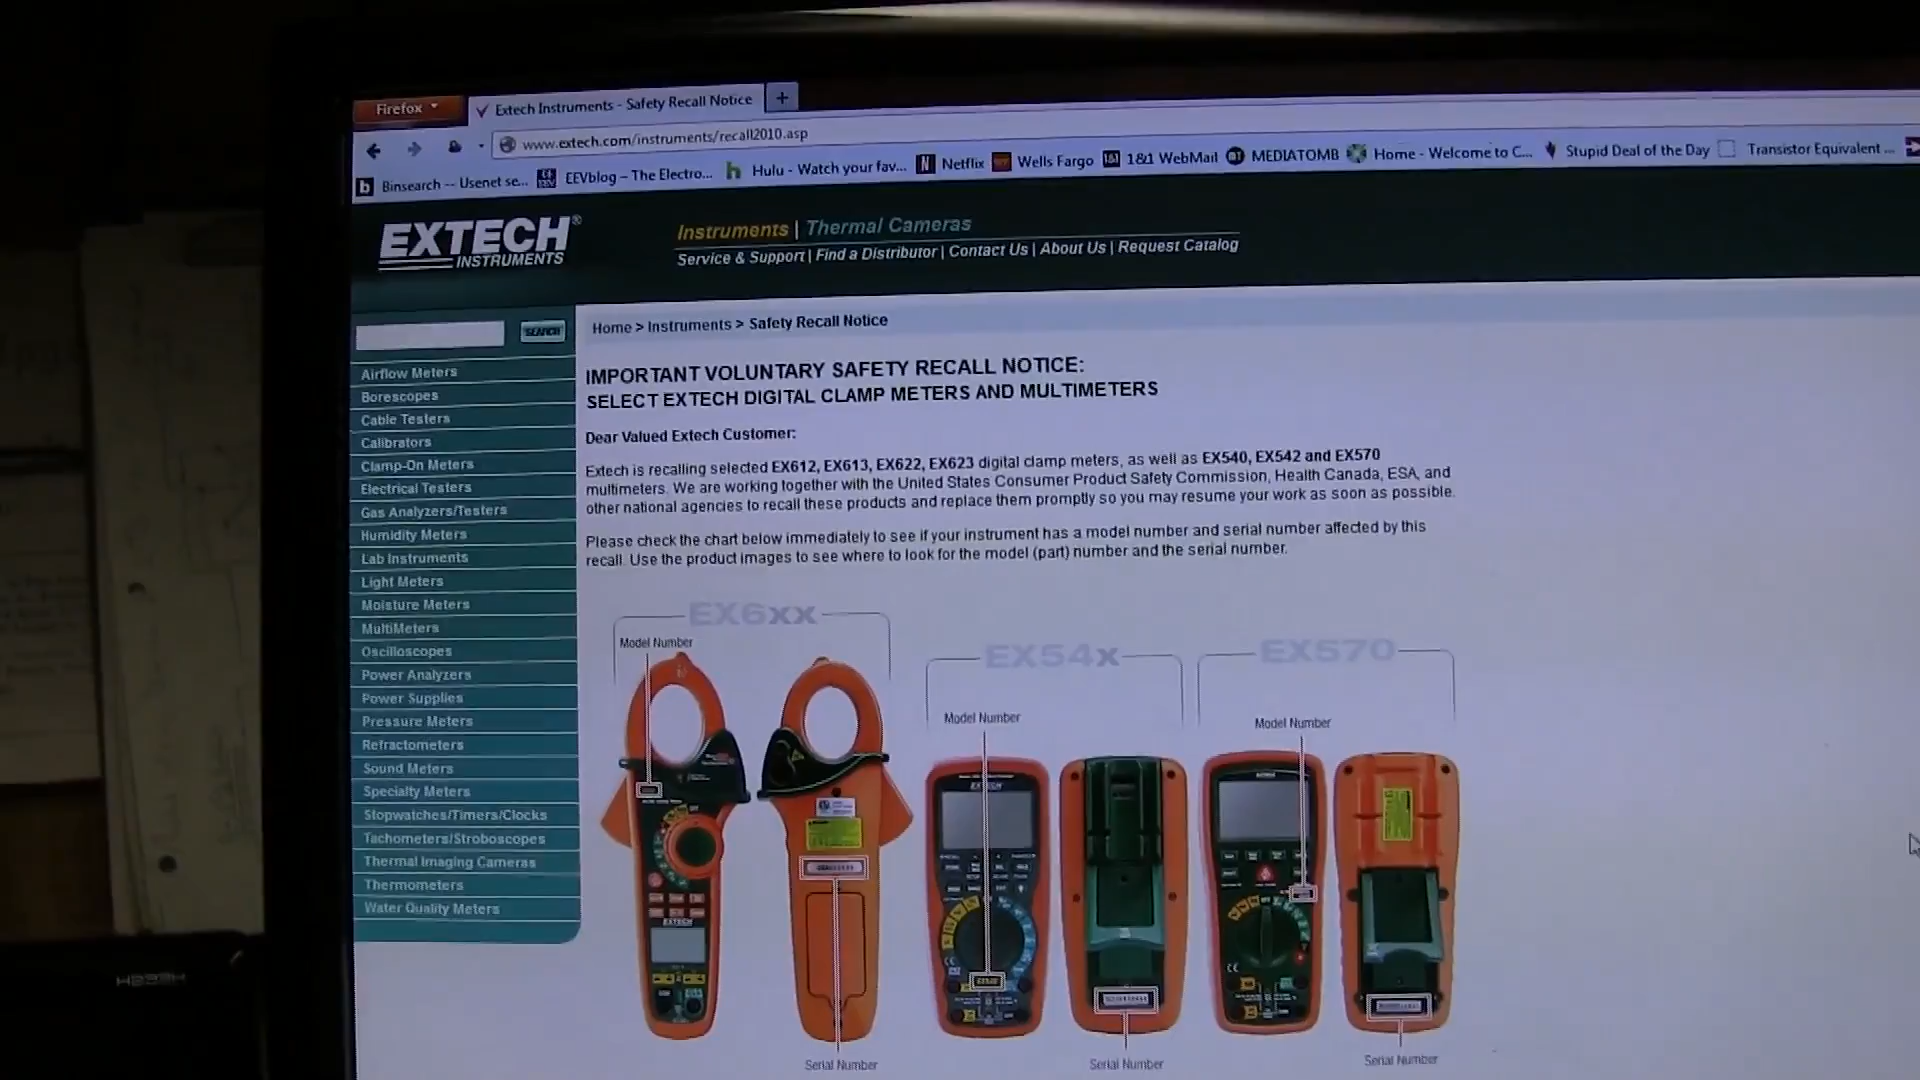 Firefox
Extech Instruments - Safety Recall Notice
+
www.extech.com/instruments/recall2010.asp
Binsearch -- Usenet se...
EEVblog – The Electro...
Hulu - Watch your fav...
Netflix
Wells Fargo
1&1 WebMail
MEDIATOMB
Home - Welcome to C...
Stupid Deal of the Day
Transistor Equivalent ...
EXTECH®
INSTRUMENTS
Instruments | Thermal Cameras
Service & Support | Find a Distributor | Contact Us | About Us | Request Catalog
SEARCH
Airflow Meters
Borescopes
Cable Testers
Calibrators
Clamp-On Meters
Electrical Testers
Gas Analyzers/Testers
Humidity Meters
Lab Instruments
Light Meters
Moisture Meters
MultiMeters
Oscilloscopes
Power Analyzers
Power Supplies
Pressure Meters
Refractometers
Sound Meters
Specialty Meters
Stopwatches/Timers/Clocks
Tachometers/Stroboscopes
Thermal Imaging Cameras
Thermometers
Water Quality Meters
Home > Instruments > Safety Recall Notice
IMPORTANT VOLUNTARY SAFETY RECALL NOTICE:
SELECT EXTECH DIGITAL CLAMP METERS AND MULTIMETERS
Dear Valued Extech Customer:
Extech is recalling selected EX612, EX613, EX622, EX623 digital clamp meters, as well as EX540, EX542 and EX570
multimeters. We are working together with the United States Consumer Product Safety Commission, Health Canada, ESA, and
other national agencies to recall these products and replace them promptly so you may resume your work as soon as possible.
Please check the chart below immediately to see if your instrument has a model number and serial number affected by this
recall. Use the product images to see where to look for the model (part) number and the serial number.
EX6xx
Model Number
EXTECH
Serial Number
EX54x
Model Number
EXTECH
Serial Number
EX570
Model Number
Serial Number